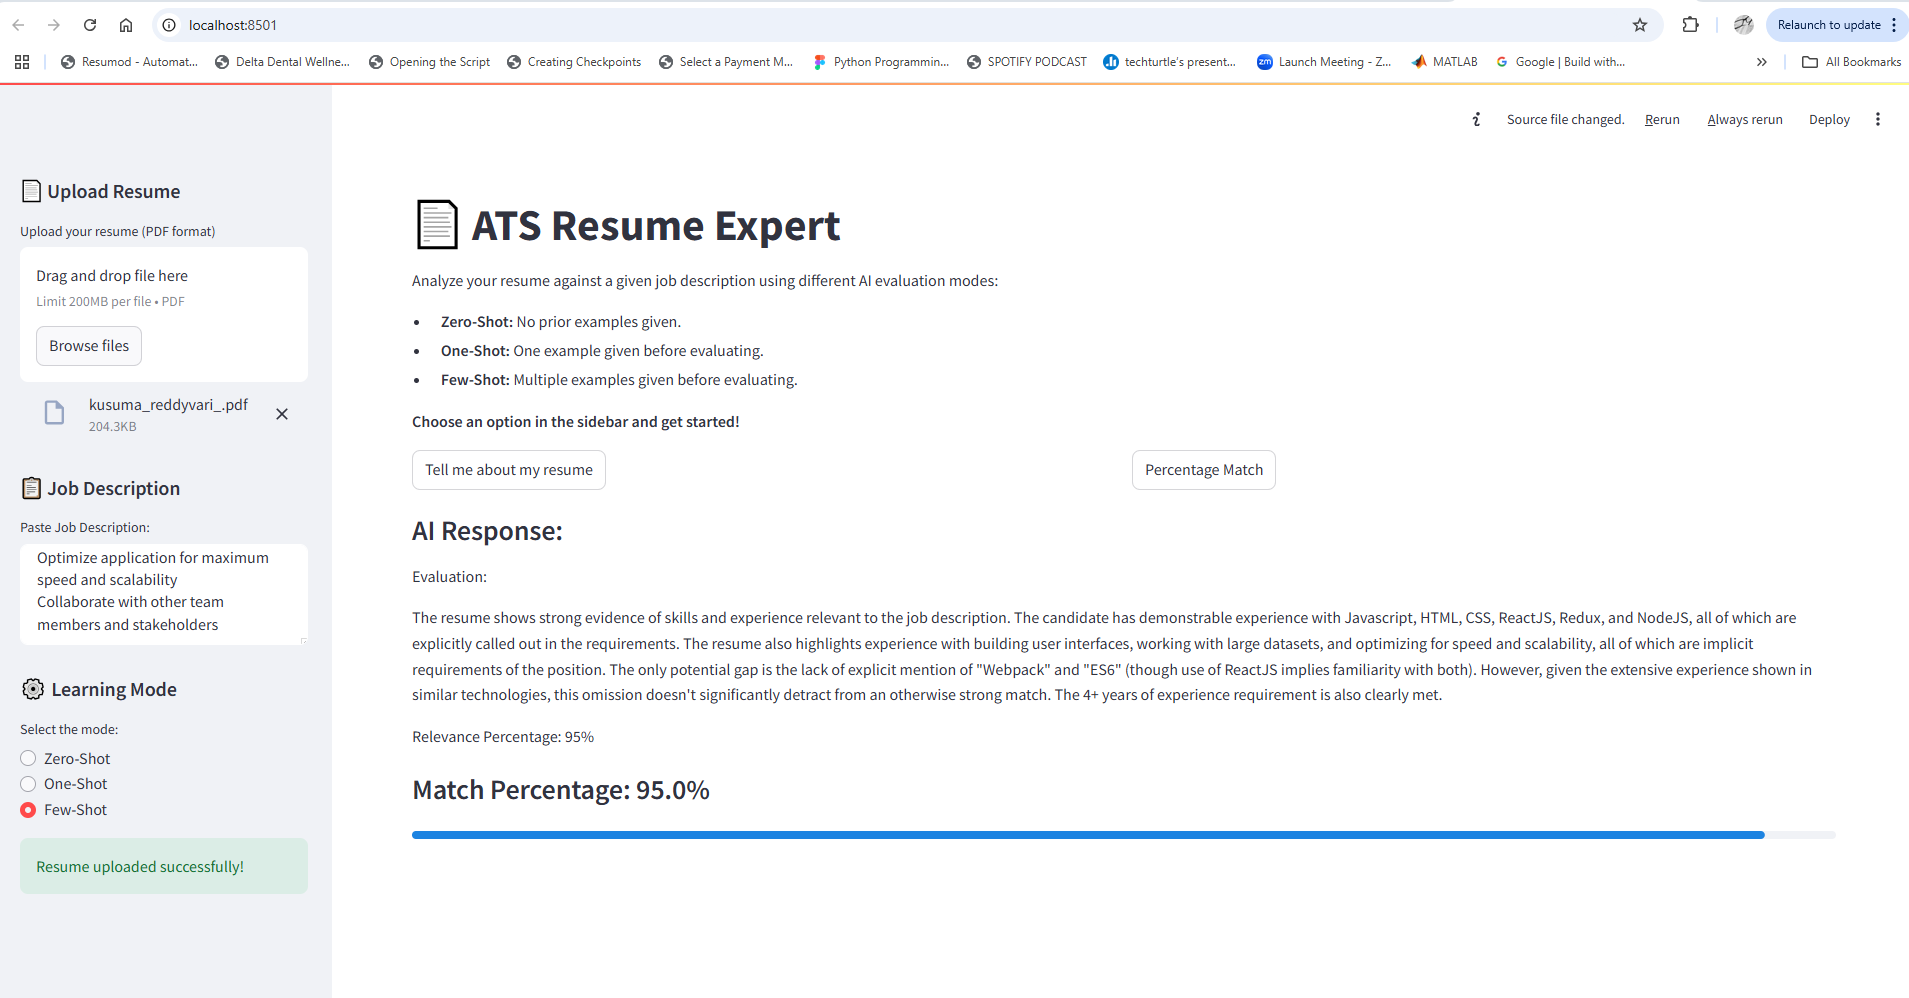 localhost:8501
Relaunch to update
Resumod - Automat...
Delta Dental Wellne...
Opening the Script
Creating Checkpoints
Select a Payment M...
Python Programmin...
SPOTIFY PODCAST
techturtle's present...
zm
Launch Meeting - Z...
MATLAB
Google | Build with...
All Bookmarks
Source file changed.
Rerun
Always rerun
Deploy
Upload Resume
Upload your resume (PDF format)
Drag and drop file here
Limit 200MB per file • PDF
Browse files
kusuma_reddyvari_.pdf
204.3KB
Job Description
Paste Job Description:
Optimize application for maximum
speed and scalability
Collaborate with other team
members and stakeholders
Learning Mode
Select the mode:
Zero-Shot
One-Shot
Few-Shot
Resume uploaded successfully!
ATS Resume Expert
Analyze your resume against a given job description using different AI evaluation modes:
• Zero-Shot: No prior examples given.
• One-Shot: One example given before evaluating.
• Few-Shot: Multiple examples given before evaluating.
Choose an option in the sidebar and get started!
Tell me about my resume
Percentage Match
AI Response:
Evaluation:
The resume shows strong evidence of skills and experience relevant to the job description. The candidate has demonstrable experience with Javascript, HTML, CSS, ReactJS, Redux, and NodeJS, all of which are
explicitly called out in the requirements. The resume also highlights experience with building user interfaces, working with large datasets, and optimizing for speed and scalability, all of which are implicit
requirements of the position. The only potential gap is the lack of explicit mention of "Webpack" and "ES6" (though use of ReactJS implies familiarity with both). However, given the extensive experience shown in
similar technologies, this omission doesn't significantly detract from an otherwise strong match. The 4+ years of experience requirement is also clearly met.
Relevance Percentage: 95%
Match Percentage: 95.0%